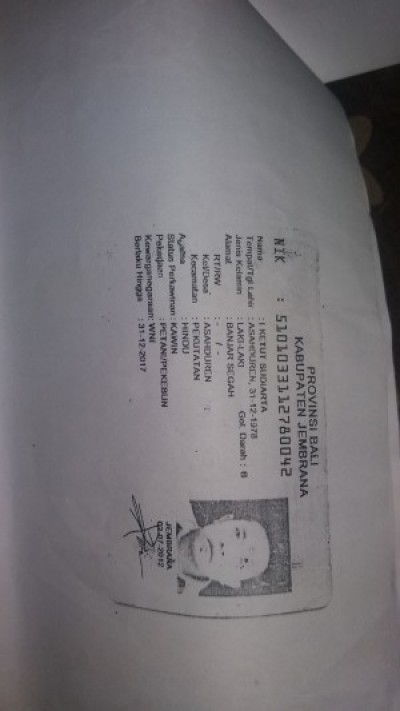 PROVINSI BALI
KABUPATEN JEMBRANA
NIK : 5101033112780042
Nama : I KETUT SUGIARTA
Tempat/Tgl Lahir : ASAHDUREN, 31-12-1978
Jenis Kelamin : LAKI-LAKI Gol. Darah : B
Alamat : BANJAR SEGAH
RT/RW : - / -
Kel/Desa : ASAHDUREN
Kecamatan : PEKUTATAN
Agama : HINDU
Status Perkawinan : KAWIN
Pekerjaan : PETANI/PEKEBUN
Kewarganegaraan: WNI
Berlaku Hingga : 31-12-2017
JEMBRANA
02-07-2012